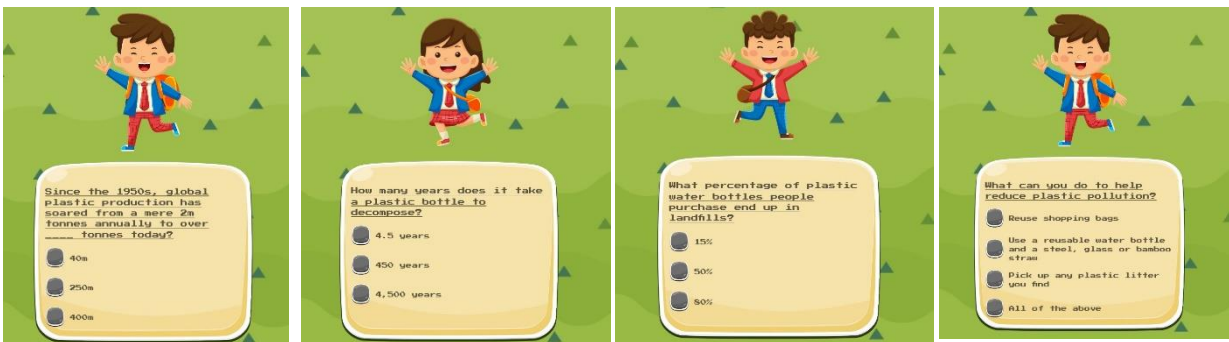 Since the 1950s, global
plastic production has
soared from a mere 2m
tonnes annually to over
____ tonnes today?
40m
250m
400m
How many years does it take
a plastic bottle to
decompose?
4.5 years
450 years
4,500 years
What percentage of plastic
water bottles people
purchase end up in
landfills?
15%
50%
80%
What can you do to help
reduce plastic pollution?
Reuse shopping bags
Use a reusable water bottle
and a steel, glass or bamboo
straw
Pick up any plastic litter
you find
All of the above